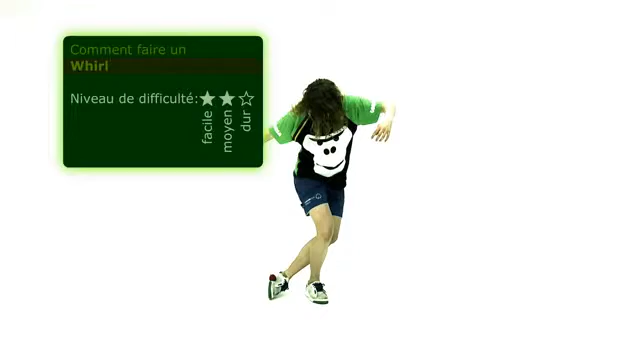 Comment faire un
Whirl
Niveau de difficulté:
facile
moyen
dur